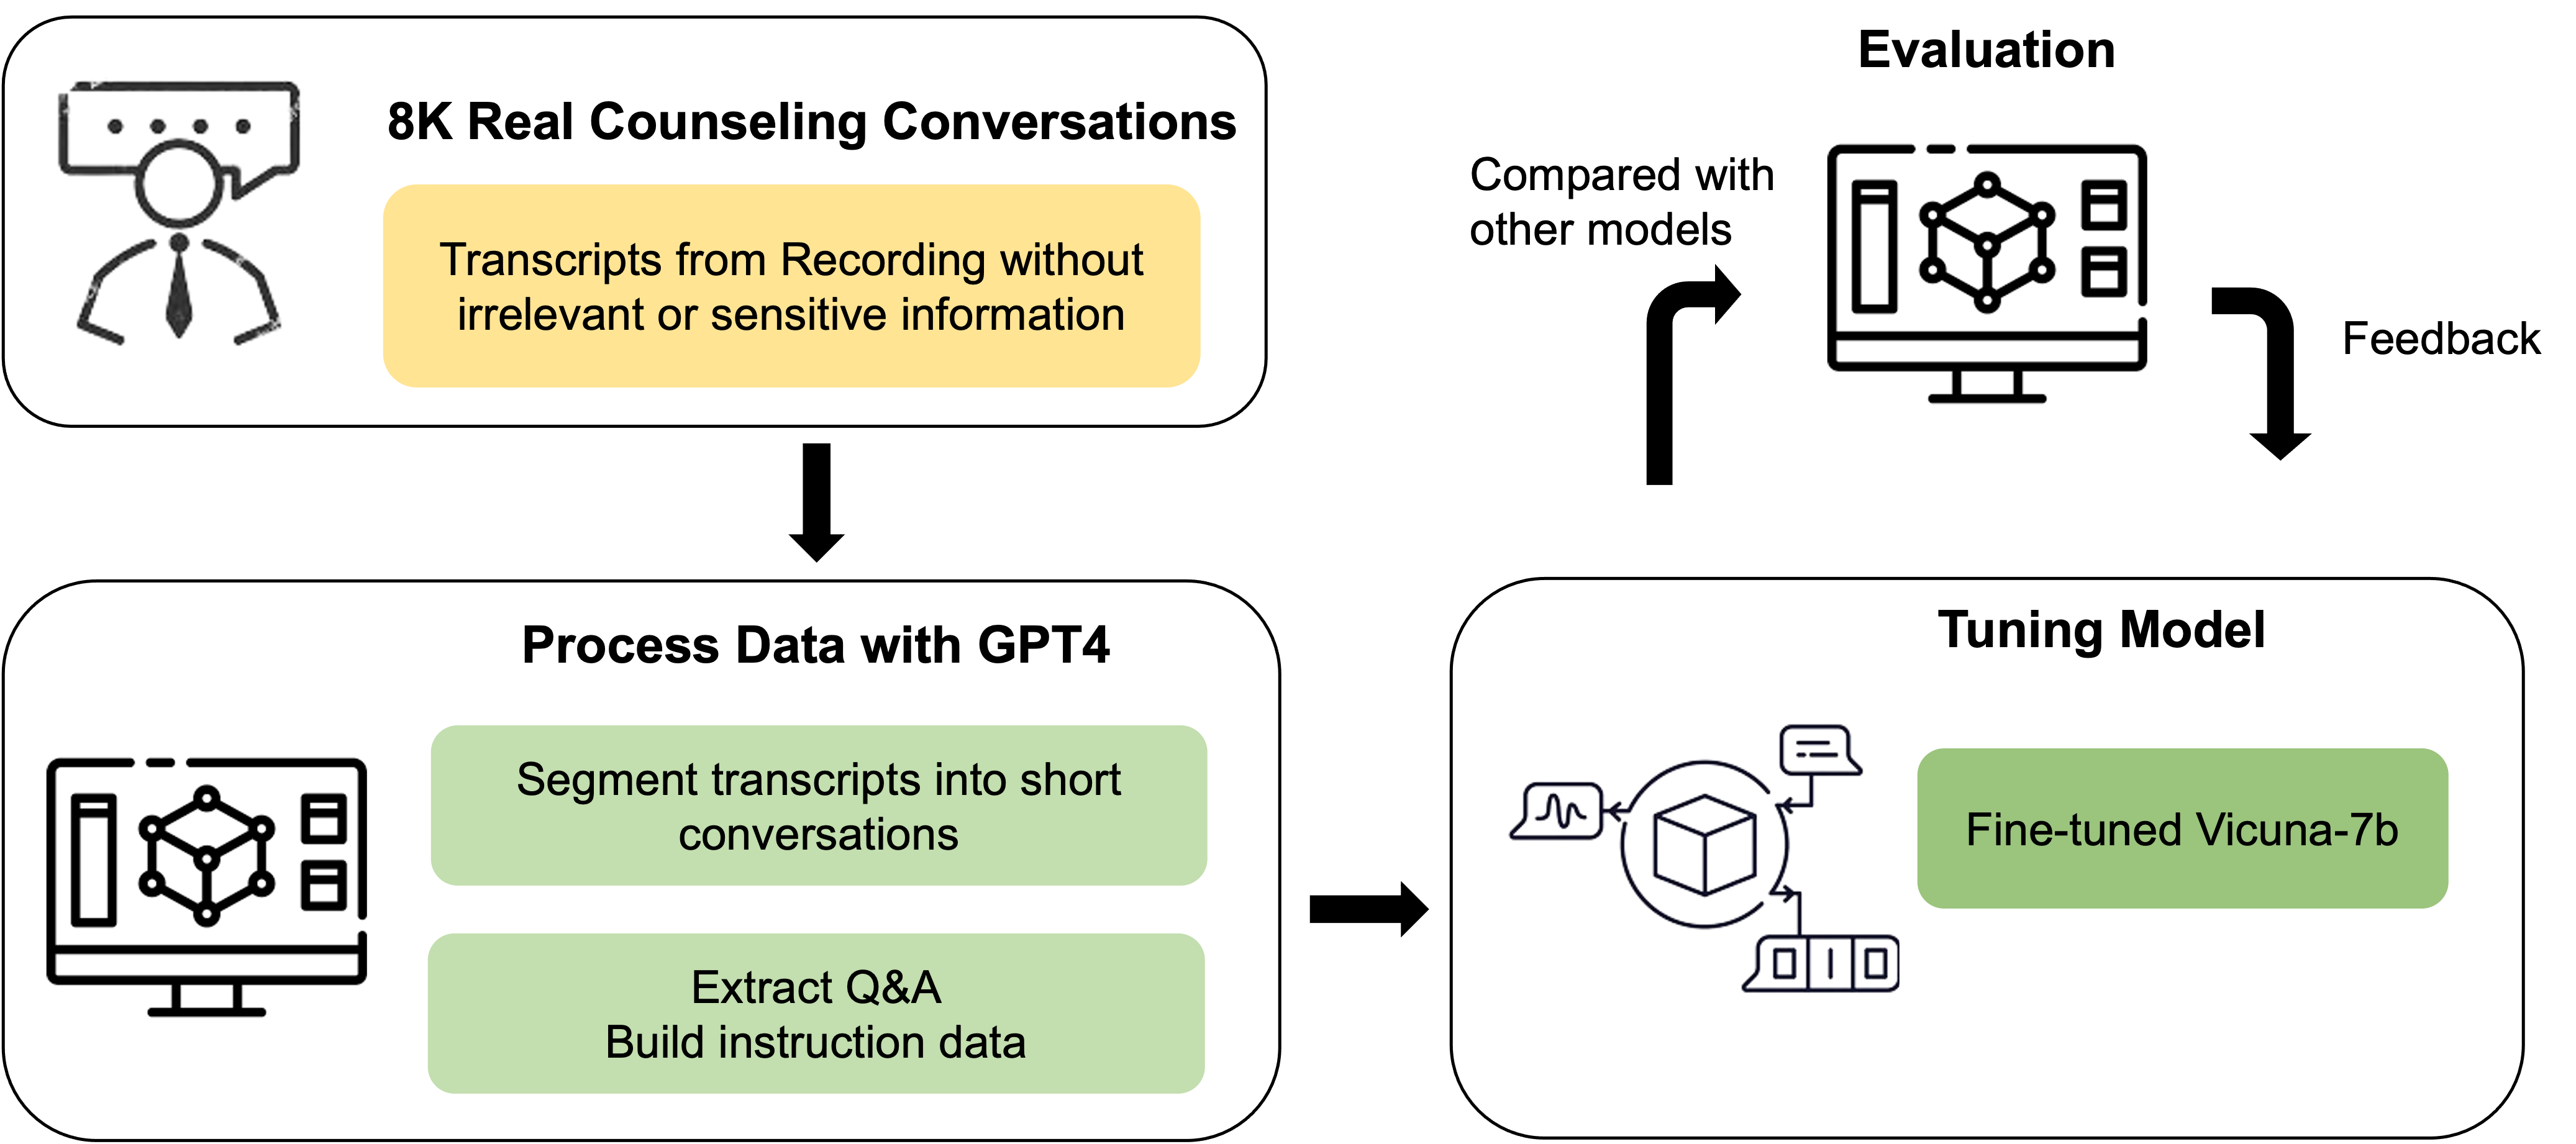 8K Real Counseling Conversations
Transcripts from Recording without
irrelevant or sensitive information
Process Data with GPT4
Segment transcripts into short
conversations
Extract Q&A
Build instruction data
Tuning Model
Fine-tuned Vicuna-7b
Evaluation
Compared with
other models
Feedback